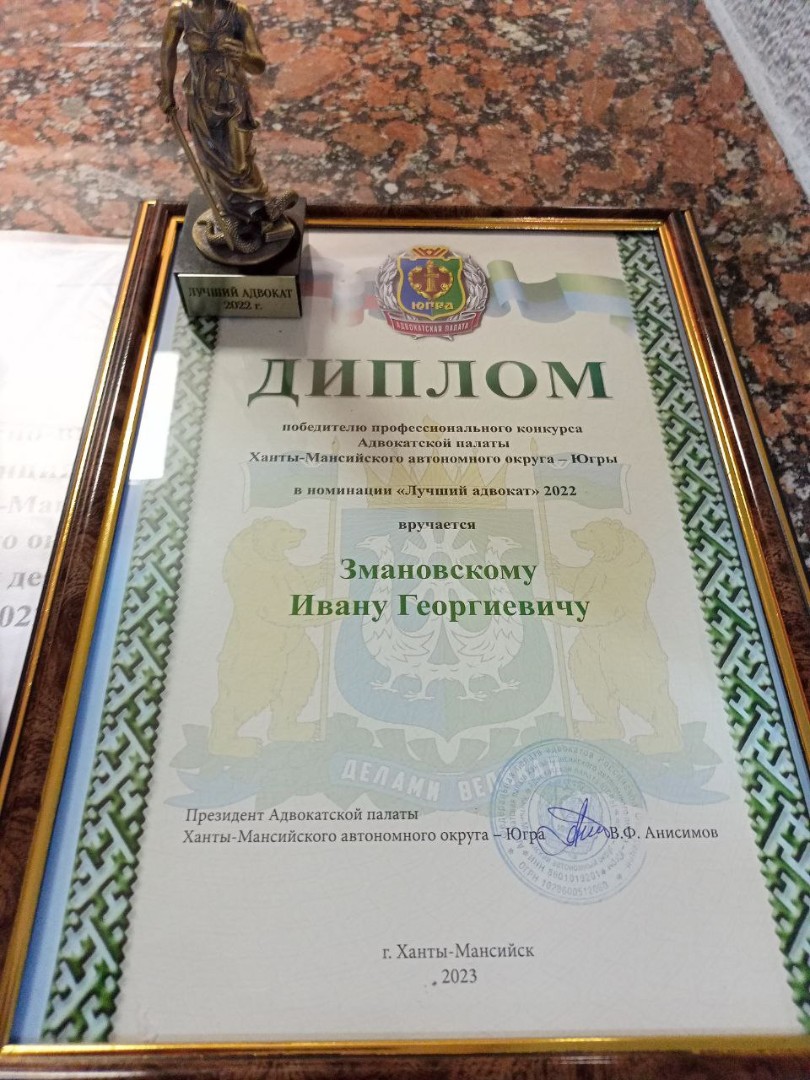 ЛУЧШИЙ АДВОКАТ
2022 г.
ЮГРА
АДВОКАТСКАЯ ПАЛАТА
ДИПЛОМ
победителю профессионального конкурса
Адвокатской палаты
Ханты-Мансийского автономного округа – Югры
в номинации «Лучший адвокат» 2022
вручается
Змановскому
Ивану Георгиевичу
ДЕЛАМИ
Президент Адвокатской палаты
Ханты-Мансийского автономного округа – Югра В.Ф. Анисимов
г. Ханты-Мансийск
2023